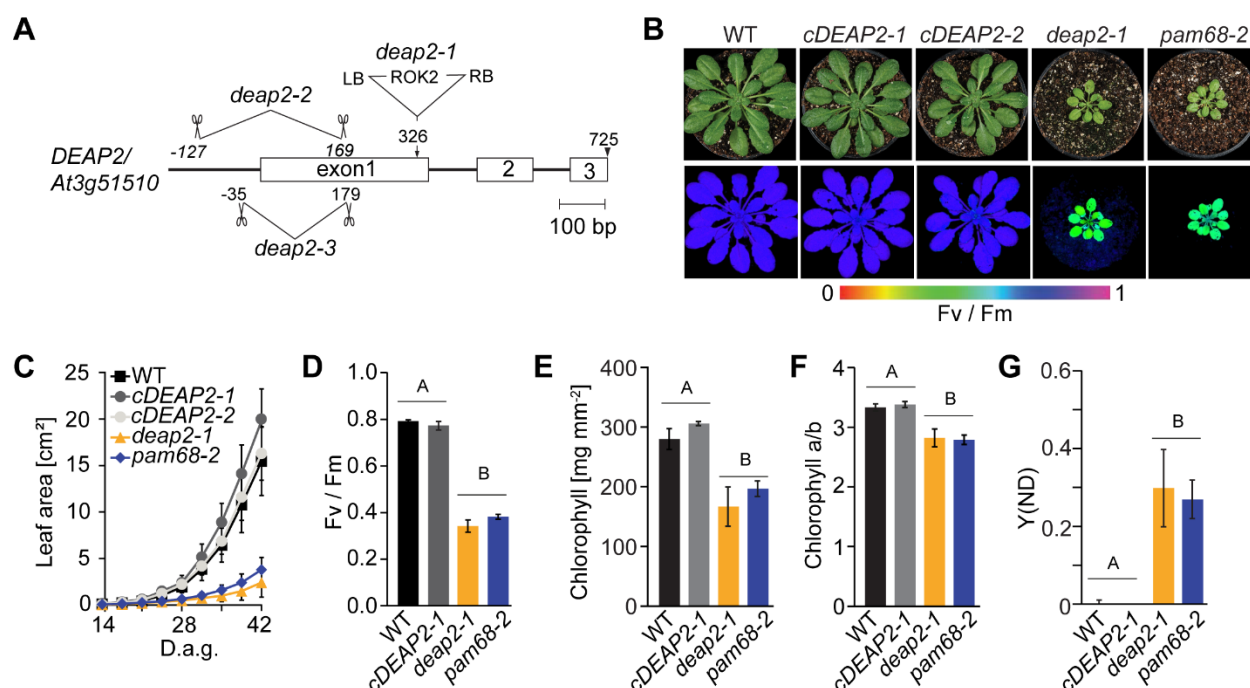 A
deap2-1
LB
ROK2
RB
deap2-2
-127
169
326
725
DEAP2/
At3g51510
exon1
2
3
-35
179
deap2-3
100 bp
B
WT
cDEAP2-1
cDEAP2-2
deap2-1
pam68-2
0
1
Fv / Fm
C
WT
cDEAP2-1
cDEAP2-2
deap2-1
pam68-2
Leaf area [cm²]
25
20
15
10
5
0
14
28
42
D.a.g.
D
Fv / Fm
1.0
0.8
0.6
0.4
0.2
0.0
A
B
WT
cDEAP2-1
deap2-1
pam68-2
E
Chlorophyll [mg mm⁻²]
400
300
200
100
0
A
B
WT
cDEAP2-1
deap2-1
pam68-2
F
Chlorophyll a/b
4
3
2
1
0
A
B
WT
cDEAP2-1
deap2-1
pam68-2
G
Y(ND)
0.6
0.4
0.2
0.0
A
B
WT
cDEAP2-1
deap2-1
pam68-2